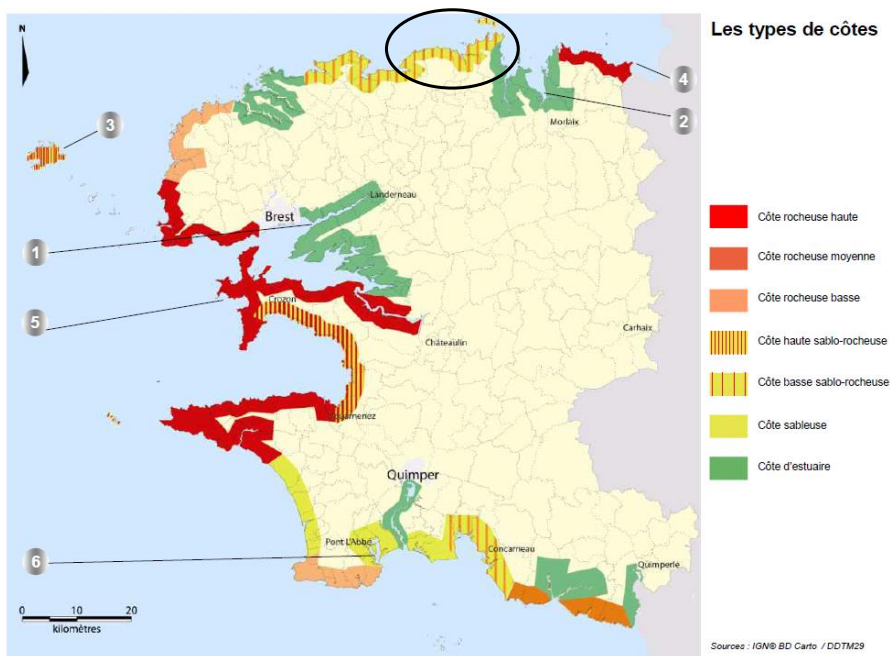 Les types de côtes
N
4
2
3
Morlaix
Landerneau
Brest
1
Côte rocheuse haute
Côte rocheuse moyenne
5
Crozon
Côte rocheuse basse
Carhaix
Châteaulin
Côte haute sablo-rocheuse
Côte basse sablo-rocheuse
Côte sableuse
Quimper
Côte d'estuaire
Pont L'Abbé
Concarneau
6
Quimperlé
0
10
20
kilomètres
Sources : IGN® BD Carto / DDTM29